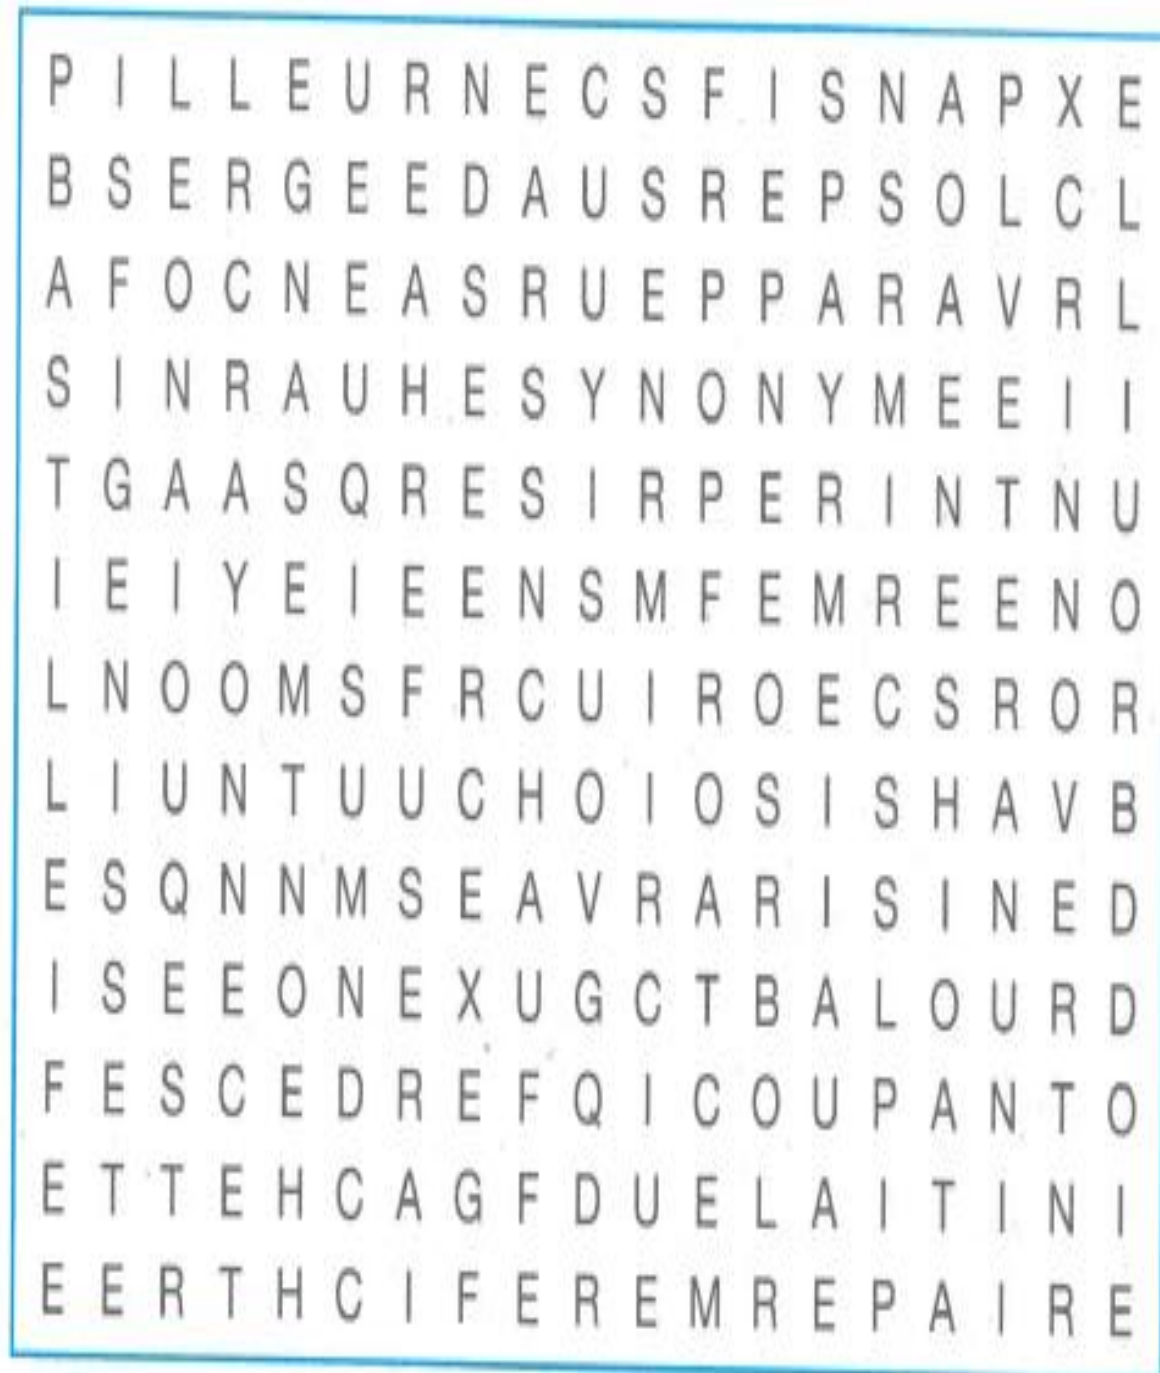 P I L L E U R N E C S F I S N A P X E
B S E R G E E D A U S R E P S O L C L
A F O C N E A S R U E P P A R A V R L
S I N R A U H E S Y N O N Y M E E I I
T G A A S Q R E S I R P E R I N T N U
I E I Y E I E E N S M F E M R E E N O
L N O O M S F R C U I R O E C S R O R
L I U N T U U C H O I O S I S H A V B
E S Q N N M S E A V R A R I S I N E D
I S E E O N E X U G C T B A L O U R D
F E S C E D R E F Q I C O U P A N T O
E T T E H C A G F D U E L A I T I N I
E E R T H C I F E R E M R E P A I R E